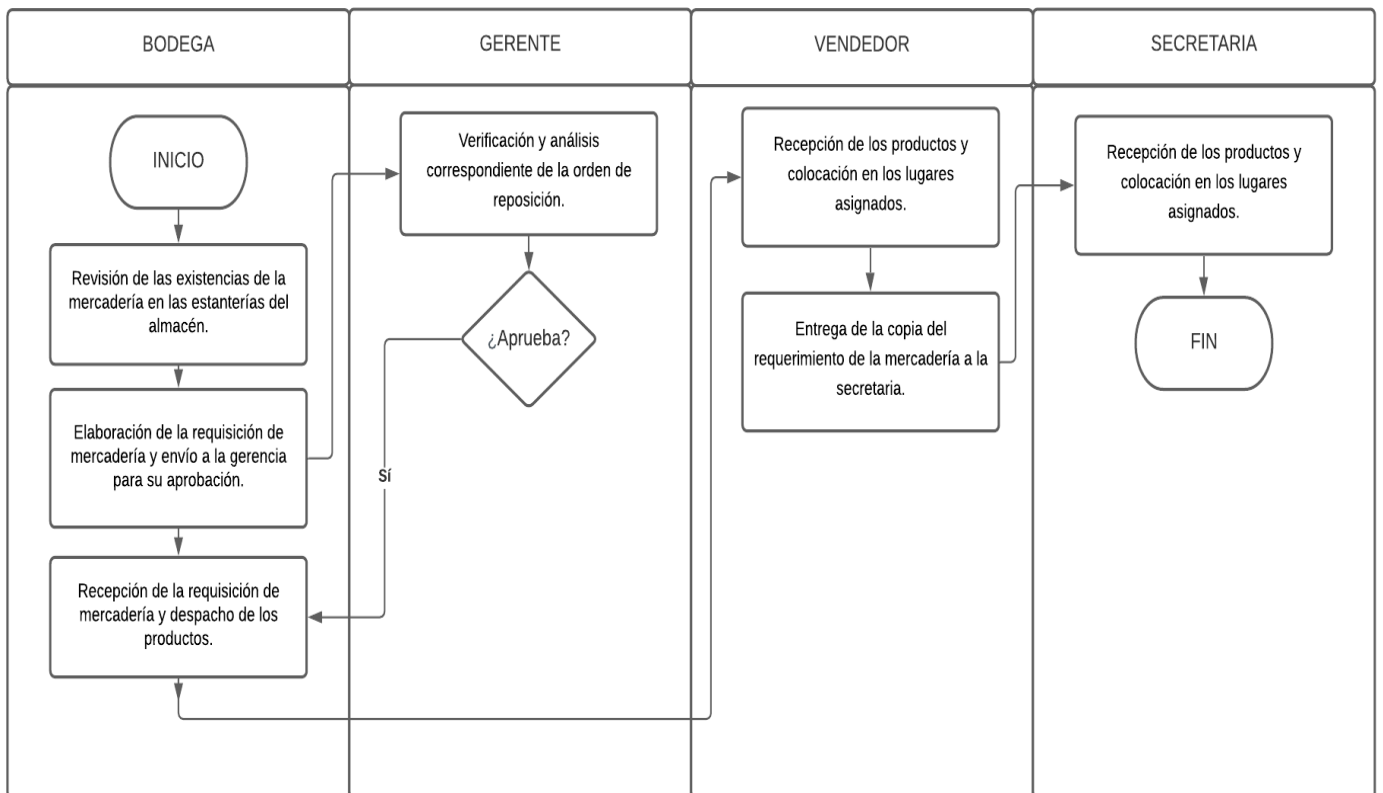 BODEGA
GERENTE
VENDEDOR
SECRETARIA
INICIO
Revisión de las existencias de la
mercadería en las estanterías del
almacén.
Elaboración de la requisición de
mercadería y envío a la gerencia
para su aprobación.
Recepción de la requisición de
mercadería y despacho de los
productos.
Verificación y análisis
correspondiente de la orden de
reposición.
¿Aprueba?
Sí
Recepción de los productos y
colocación en los lugares
asignados.
Entrega de la copia del
requerimiento de la mercadería a la
secretaria.
Recepción de los productos y
colocación en los lugares
asignados.
FIN